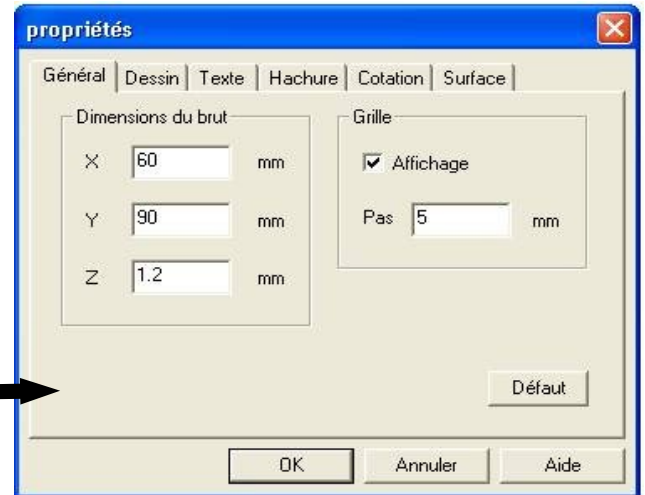 propriétés
Général Dessin Texte Hachure Cotation Surface
Dimensions du brut
X 60 mm
Y 90 mm
Z 1.2 mm
Grille
Affichage
Pas 5 mm
Défaut
OK Annuler Aide